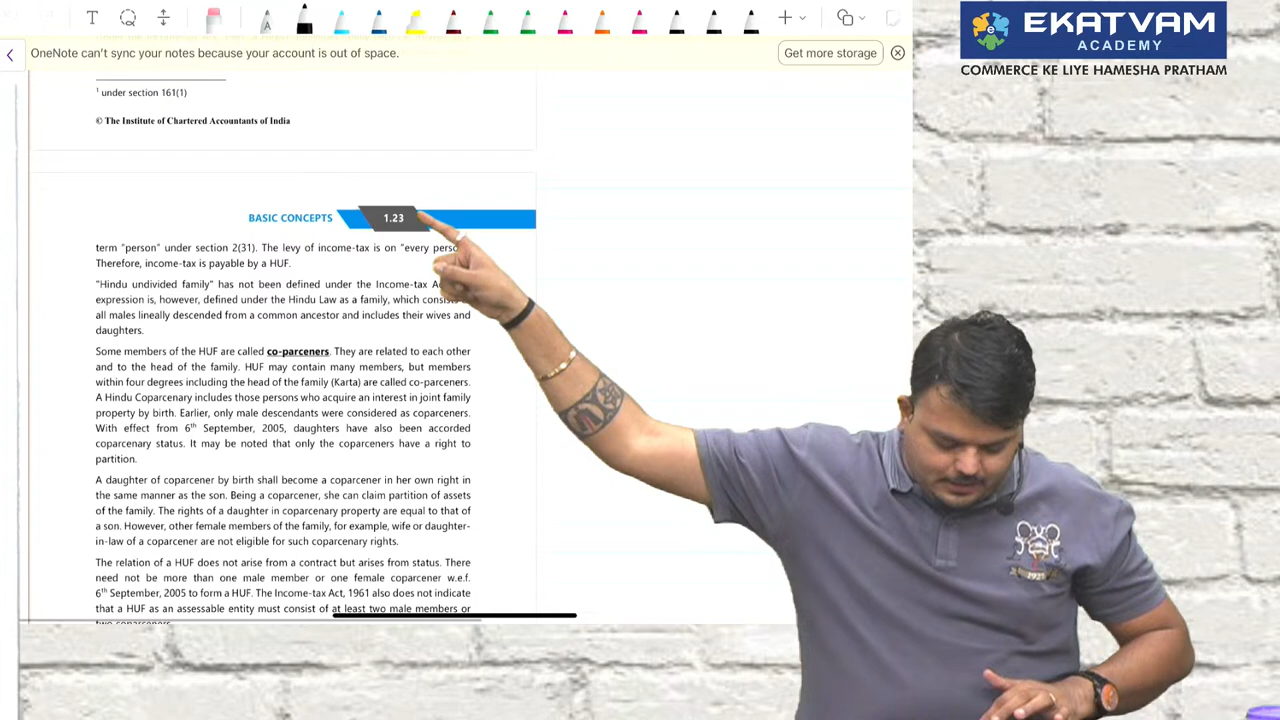 EKATVAM
ACADEMY
COMMERCE KE LIYE HAMESHA PRATHAM
OneNote can't sync your notes because your account is out of space.
Get more storage
1 under section 161(1)
© The Institute of Chartered Accountants of India
BASIC CONCEPTS 1.23
term "person" under section 2(31). The levy of income-tax is on "every
Therefore, income-tax is payable by a HUF.
"Hindu undivided family" has not been defined under the Income-tax
expression is, however, defined under the Hindu Law as a family, which
all males lineally descended from a common ancestor and includes their wives and
daughters.
Some members of the HUF are called co-parceners. They are related to each other
and to the head of the family. HUF may contain many members, but members
within four degrees including the head of the family (Karta) are called co-parceners.
A Hindu Coparcenary includes those persons who acquire an interest in joint family
property by birth. Earlier, only male descendants were considered as coparceners.
With effect from 6th September, 2005, daughters have also been accorded
coparcenary status. It may be noted that only the coparceners have a right to
partition.
A daughter of coparcener by birth shall become a coparcener in her own right in
the same manner as the son. Being a coparcener, she can claim partition of assets
of the family. The rights of a daughter in coparcenary property are equal to that of
a son. However, other female members of the family, for example, wife or daughter-
in-law of a coparcener are not eligible for such coparcenary rights.
The relation of a HUF does not arise from a contract but arises from status. There
need not be more than one male member or one female coparcener w.e.f.
6th September, 2005 to form a HUF. The Income-tax Act, 1961 also does not indicate
that a HUF as an assessable entity must consist of at least two male members or
two coparceners.